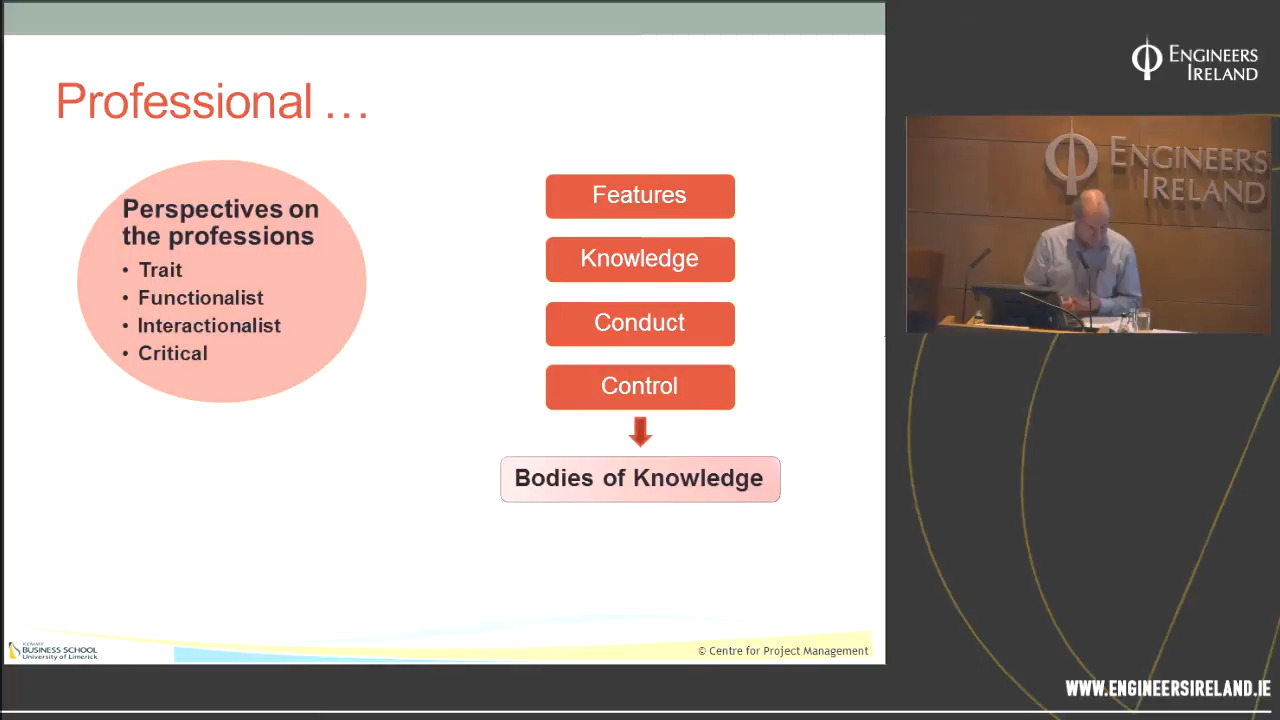 Professional ...
Perspectives on
the professions
• Trait
• Functionalist
• Interactionalist
• Critical
Features
Knowledge
Conduct
Control
Bodies of Knowledge
KEMMY
BUSINESS SCHOOL
University of Limerick
© Centre for Project Management
ENGINEERS
IRELAND
ENGINEERS
IRELAND
WWW.ENGINEERSIRELAND.IE